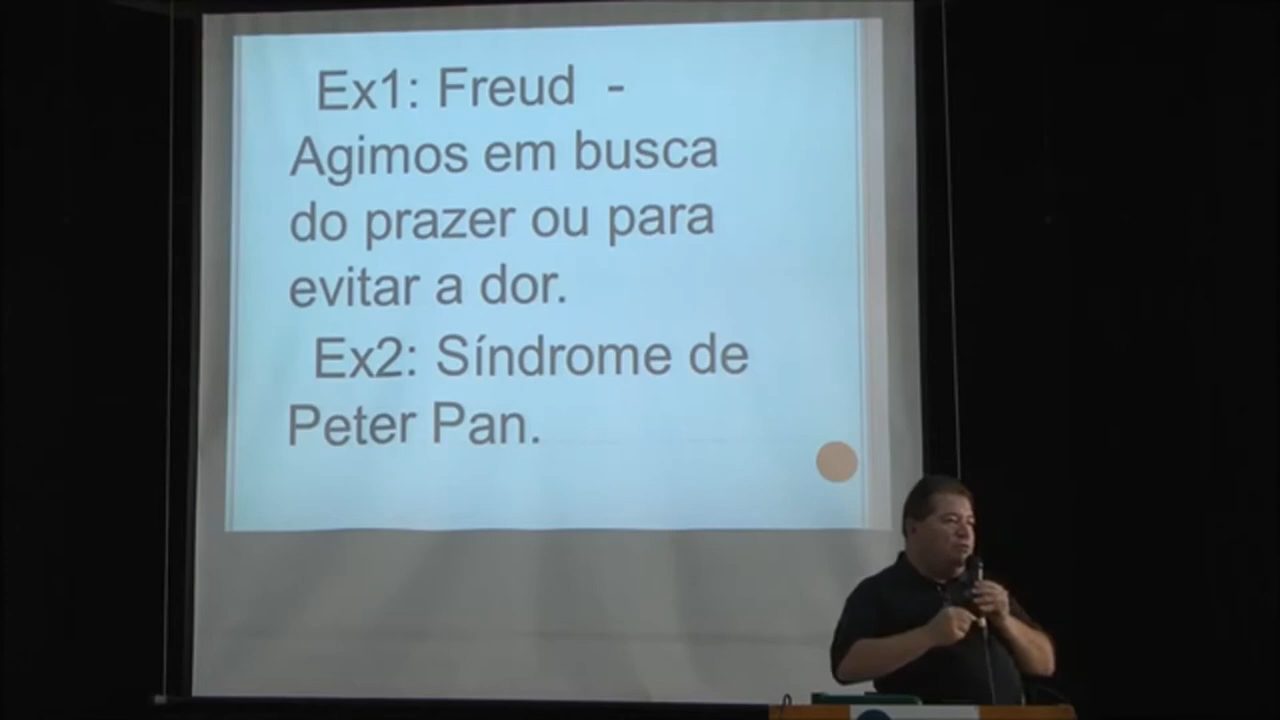 Ex1: Freud -
Agimos em busca
do prazer ou para
evitar a dor.
Ex2: Síndrome de
Peter Pan.